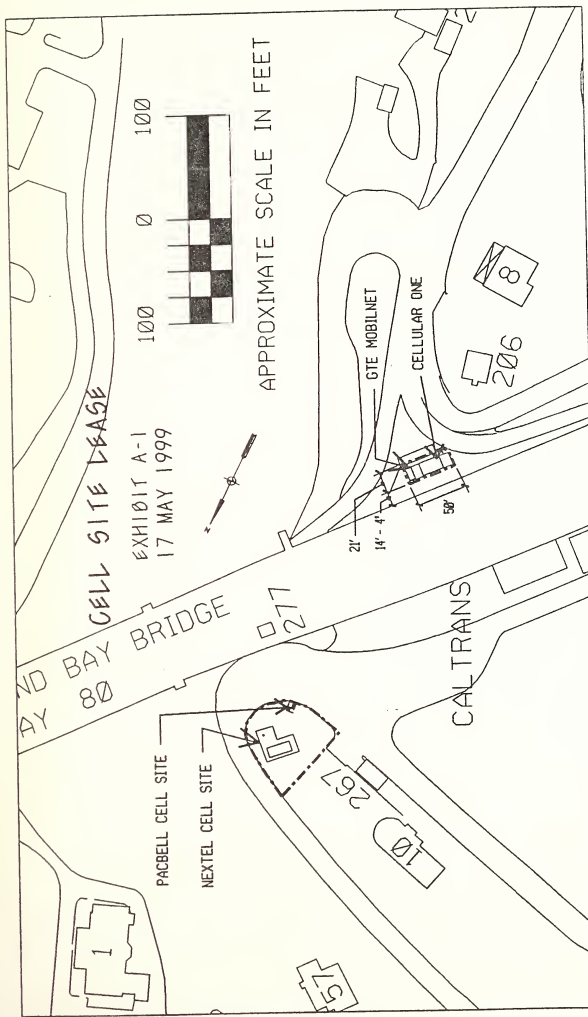 CELL SITE LEASE
EXHIBIT A-1
17 MAY 1999
100 0 100
APPROXIMATE SCALE IN FEET
N
ND BAY BRIDGE
AY 80
277
PACBELL CELL SITE
NEXTEL CELL SITE
GTE MOBILNET
CELLULAR ONE
21'
14' - 4'
50'
CALTRANS
267
10
1
57
206
8
2